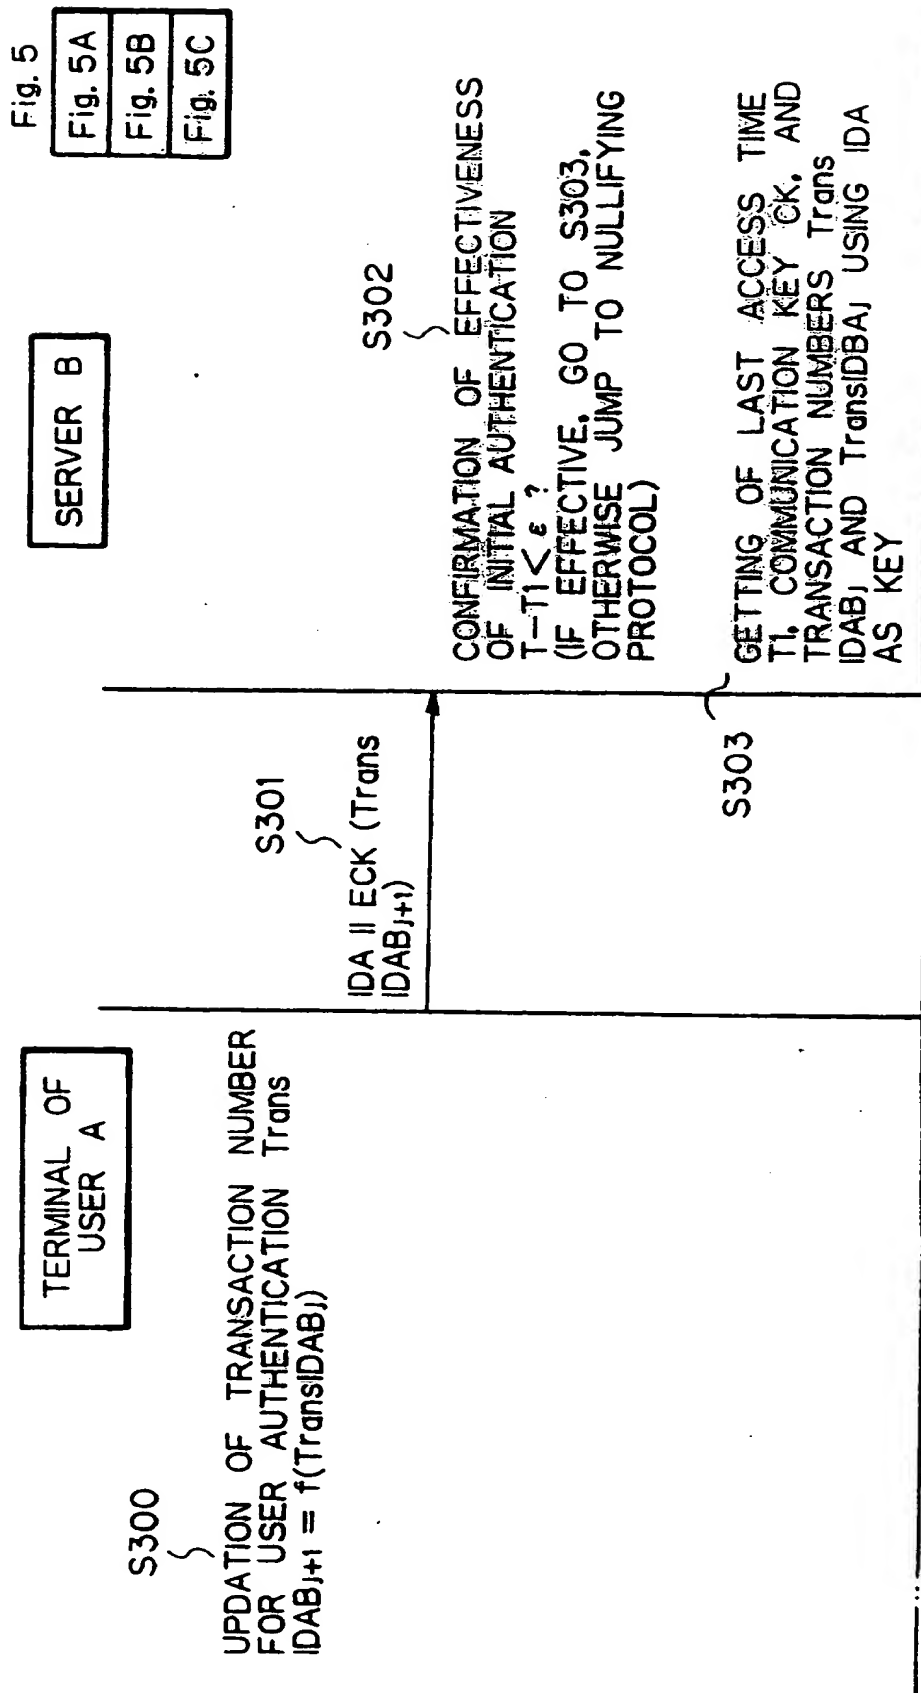 Fig. 5
Fig. 5A
Fig. 5B
Fig. 5C
TERMINAL OF
USER A
SERVER B
S300
UPDATION OF TRANSACTION NUMBER
FOR USER AUTHENTICATION Trans
IDABj+1 = f(TransIDABj)
S301
IDA || ECK (Trans
IDABj+1)
S302
CONFIRMATION OF EFFECTIVENESS
OF INITIAL AUTHENTICATION
T−T1 < ε ?
(IF EFFECTIVE, GO TO S303,
OTHERWISE JUMP TO NULLIFYING
PROTOCOL)
S303
GETTING OF LAST ACCESS TIME
T1, COMMUNICATION KEY CK, AND
TRANSACTION NUMBERS Trans
IDABj AND TransIDBAj USING IDA
AS KEY